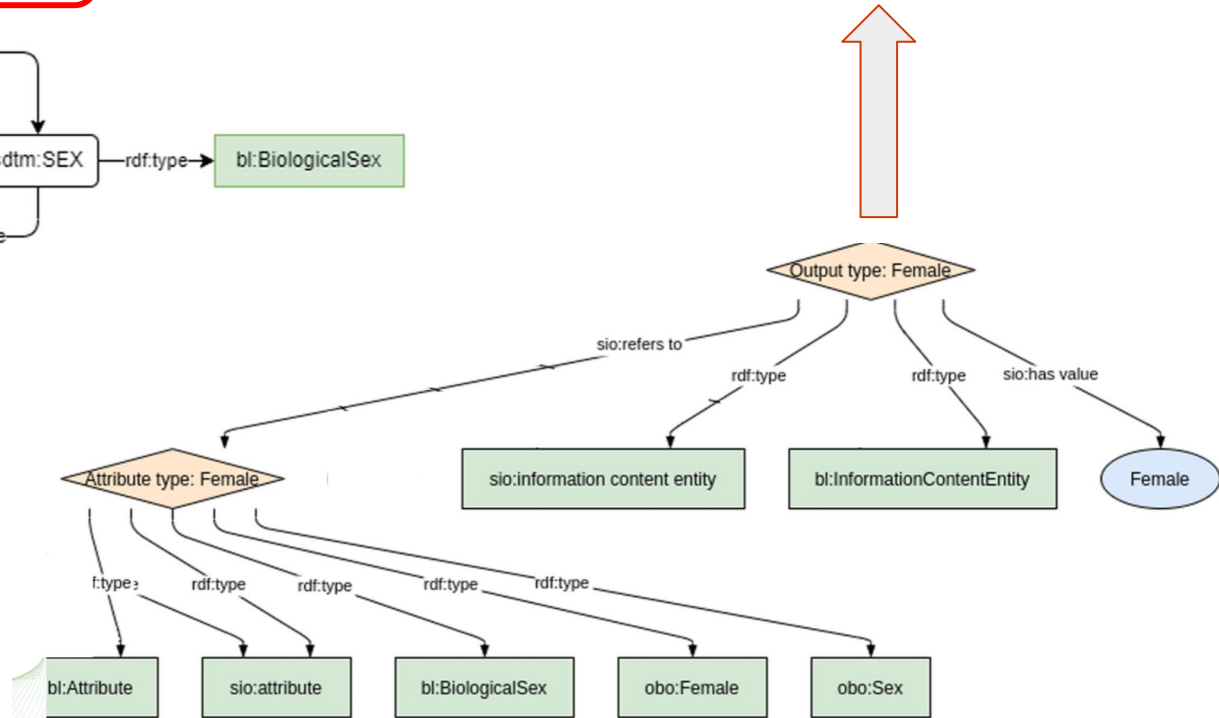 dtm:SEX
rdf:type
bl:BiologicalSex
e
Output type: Female
sio:refers to
rdf:type
rdf:type
sio:has value
Attribute type: Female
sio:information content entity
bl:InformationContentEntity
Female
f:type
rdf:type
rdf:type
rdf:type
rdf:type
bl:Attribute
sio:attribute
bl:BiologicalSex
obo:Female
obo:Sex